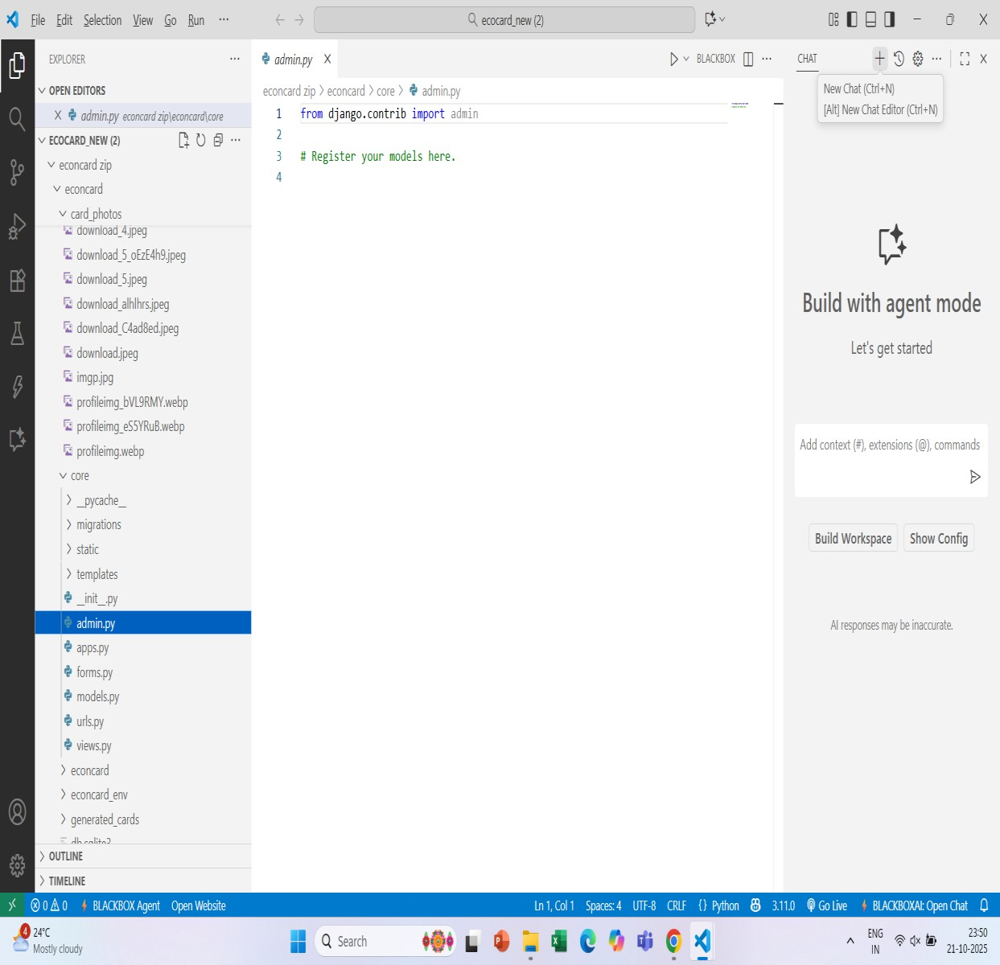 File Edit Selection View Go Run ···
ecocard_new (2)
EXPLORER
admin.py X
BLACKBOX
CHAT
New Chat (Ctrl+N)
[Alt] New Chat Editor (Ctrl+N)
OPEN EDITORS
X admin.py econcard zip\econcard\core
ECOCARD_NEW (2)
econcard zip
econcard
card_photos
download_4.jpeg
download_5_oEzE4h9.jpeg
download_5.jpeg
download_alhlhrs.jpeg
download_C4ad8ed.jpeg
download.jpeg
imgp.jpg
profileimg_bVL9RMY.webp
profileimg_eS5YRuB.webp
profileimg.webp
core
__pycache__
migrations
static
templates
__init__.py
admin.py
apps.py
forms.py
models.py
urls.py
views.py
econcard
econcard_env
generated_cards
db.sqlite3
OUTLINE
TIMELINE
econcard zip > econcard > core > admin.py
1 from django.contrib import admin
2
3 # Register your models here.
4
Build with agent mode
Let's get started
Add context (#), extensions (@), commands
Build Workspace Show Config
AI responses may be inaccurate.
0 0 BLACKBOX Agent Open Website
Ln 1, Col 1 Spaces: 4 UTF-8 CRLF {} Python 3.11.0 Go Live BLACKBOXAI: Open Chat
4 24°C
Mostly cloudy
Search
ENG
IN
23:50
21-10-2025